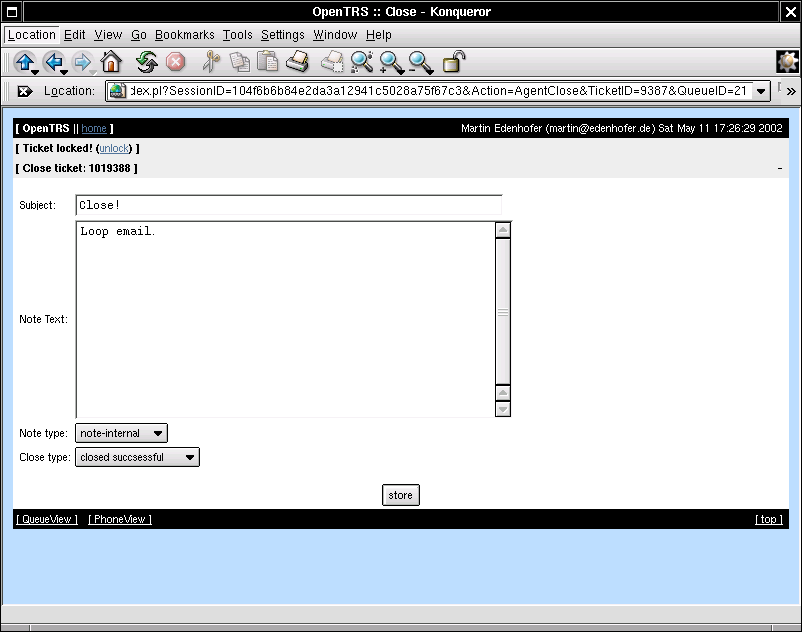 OpenTRS :: Close - Konqueror
Location Edit View Go Bookmarks Tools Settings Window Help
Location: dex.pl?SessionID=104f6b6b84e2da3a12941c5028a75f67c3&Action=AgentClose&TicketID=9387&QueueID=21 »
[ OpenTRS || home ] Martin Edenhofer (martin@edenhofer.de) Sat May 11 17:26:29 2002
[ Ticket locked! (unlock) ]
[ Close ticket: 1019388 ] -
Subject: Close!
Loop email.
Note Text:
Note type: note-internal
Close type: closed succsessful
store
[ QueueView ] [ PhoneView ] [ top ]